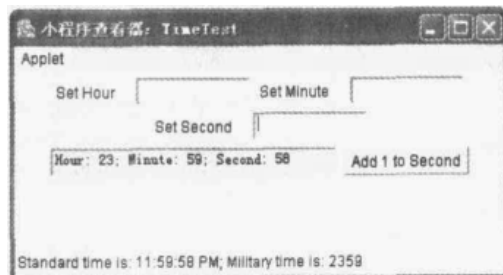 小程序查看器: TimeTest
Applet
Set Hour Set Minute
Set Second
Hour: 23; Minute: 59; Second: 58 Add 1 to Second
Standard time is: 11:59:58 PM; Military time is: 2359